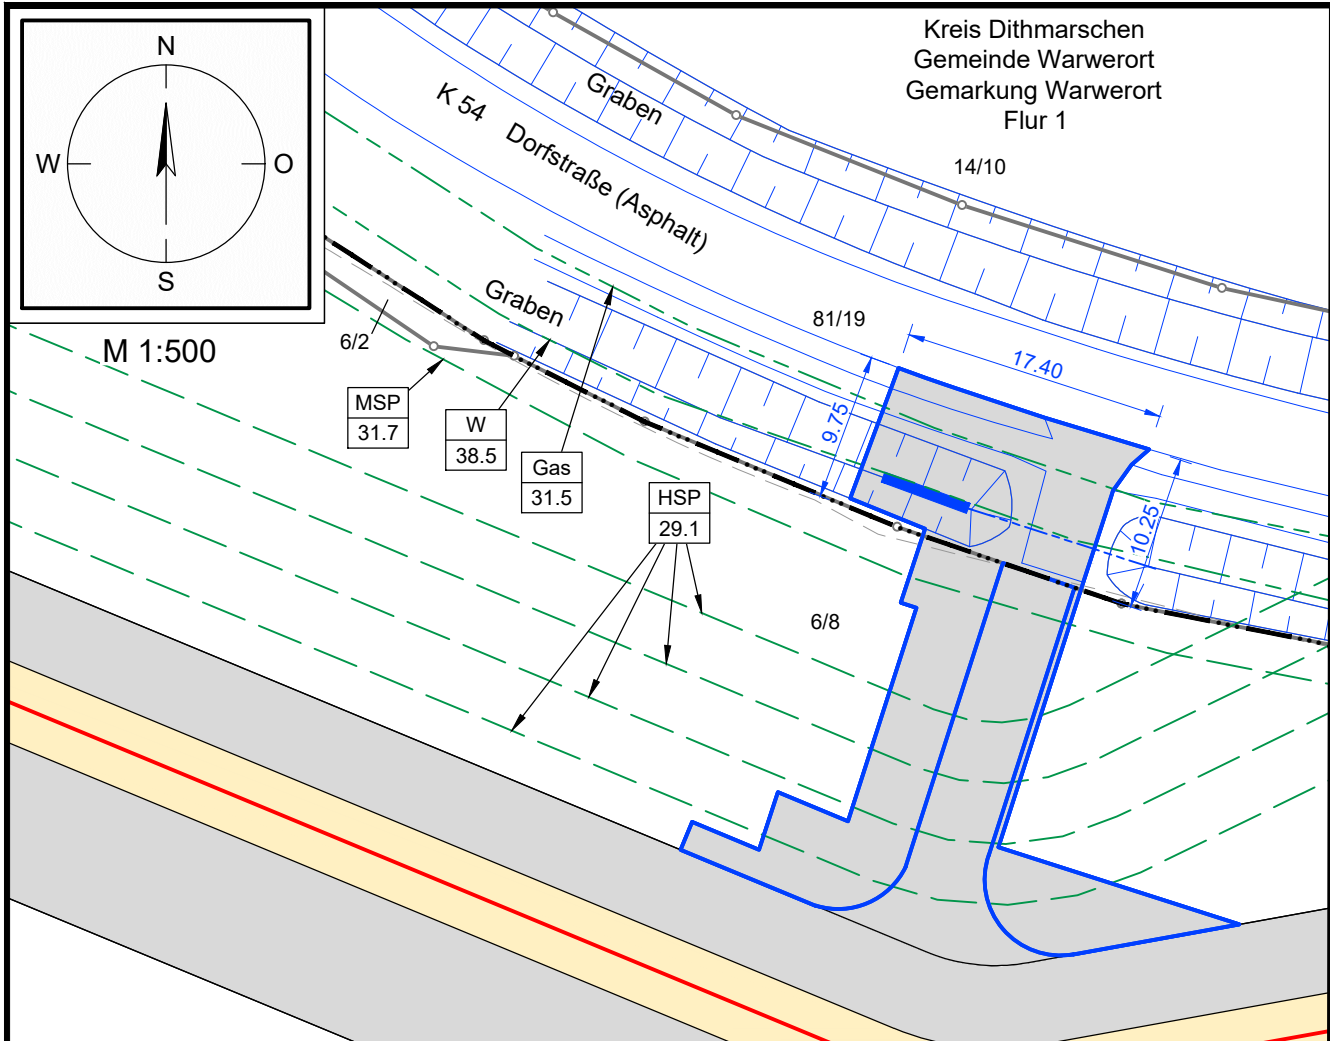 N
W
O
S
M 1:500
Kreis Dithmarschen
Gemeinde Warwerort
Gemarkung Warwerort
Flur 1
14/10
Graben
K 54 Dorfstraße (Asphalt)
Graben
81/19
6/2
17.40
9.75
10.25
MSP
31.7
W
38.5
Gas
31.5
HSP
29.1
6/8